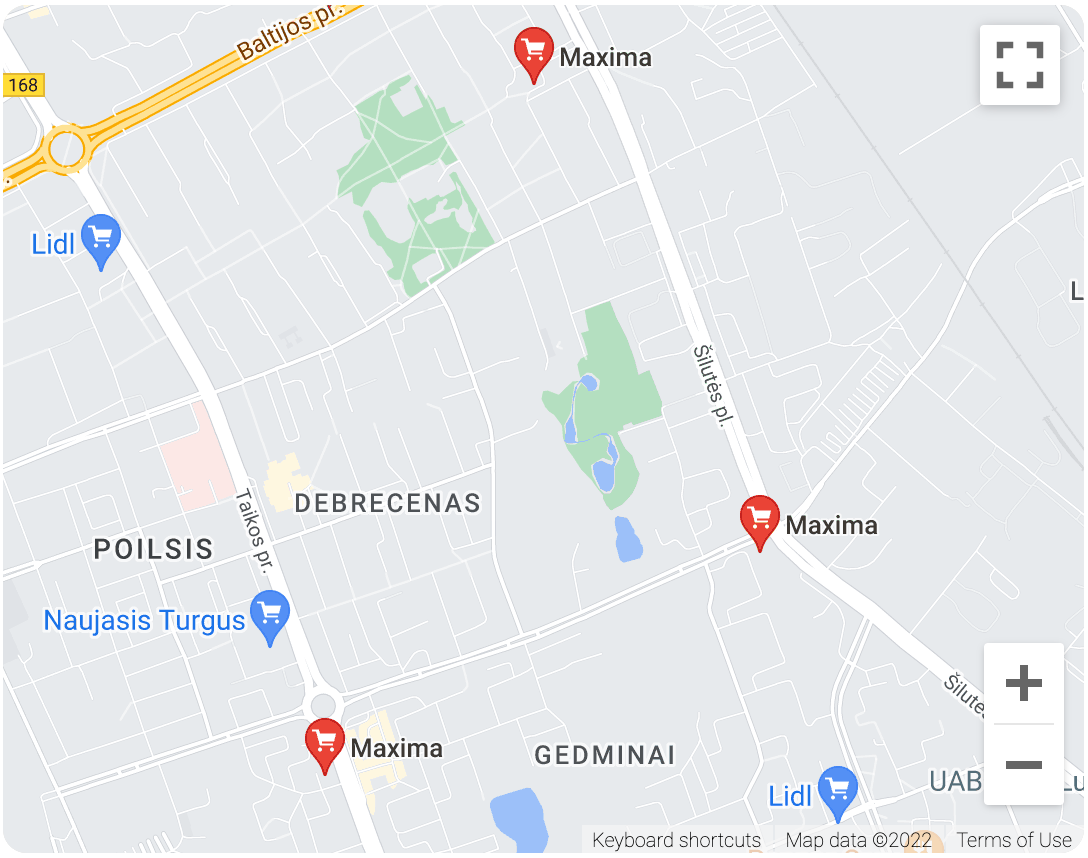 Baltijos pr.
Maxima
168
Lidl
L
Šilutės pl.
Maxima
DEBRECENAS
Taikos pr.
POILSIS
Naujasis Turgus
Šilutės
Maxima
GEDMINAI
UAB
Lu
Lidl
Keyboard shortcuts
Map data ©2022
Terms of Use